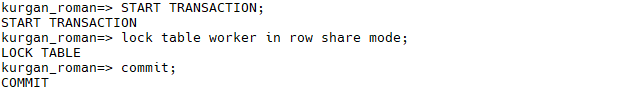 kurgan_roman=> START TRANSACTION;
START TRANSACTION
kurgan_roman=> lock table worker in row share mode;
LOCK TABLE
kurgan_roman=> commit;
COMMIT